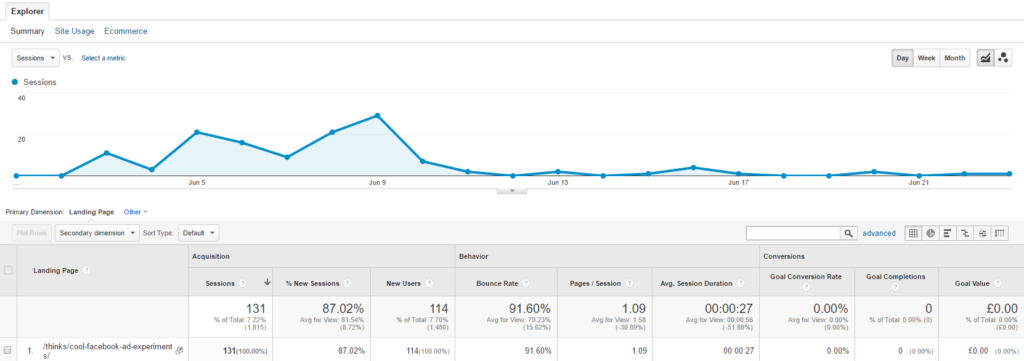 Explorer
Summary Site Usage Ecommerce
Sessions VS. Select a metric Day Week Month
Sessions
40
20
... Jun 5 Jun 9 Jun 13 Jun 17 Jun 21
Primary Dimension: Landing Page Other
Plot Rows Secondary dimension Sort Type: Default advanced
Landing Page ? Acquisition Behavior Conversions
Sessions ? % New Sessions ? New Users ? Bounce Rate ? Pages / Session ? Avg. Session Duration ? Goal Conversion Rate ? Goal Completions ? Goal Value ?
131 87.02% 114 91.60% 1.09 00:00:27 0.00% 0 £0.00
% of Total: 7.22% Avg for View: 81.54% % of Total: 7.70% Avg for View: 79.23% Avg for View: 1.58 Avg for View: 00:00:56 Avg for View: 0.00% % of Total: 0.00% (0) % of Total: 0.00%
(1,815) (6.72%) (1,480) (15.62%) (-30.89%) (-51.88%) (0.00%) (£0.00)
1. /thinks/cool-facebook-ad-experiment
s/
131(100.00%) 87.02% 114(100.00%) 91.60% 1.09 00:00:27 0.00% 0 (0.00%) £0.00 (0.00%)